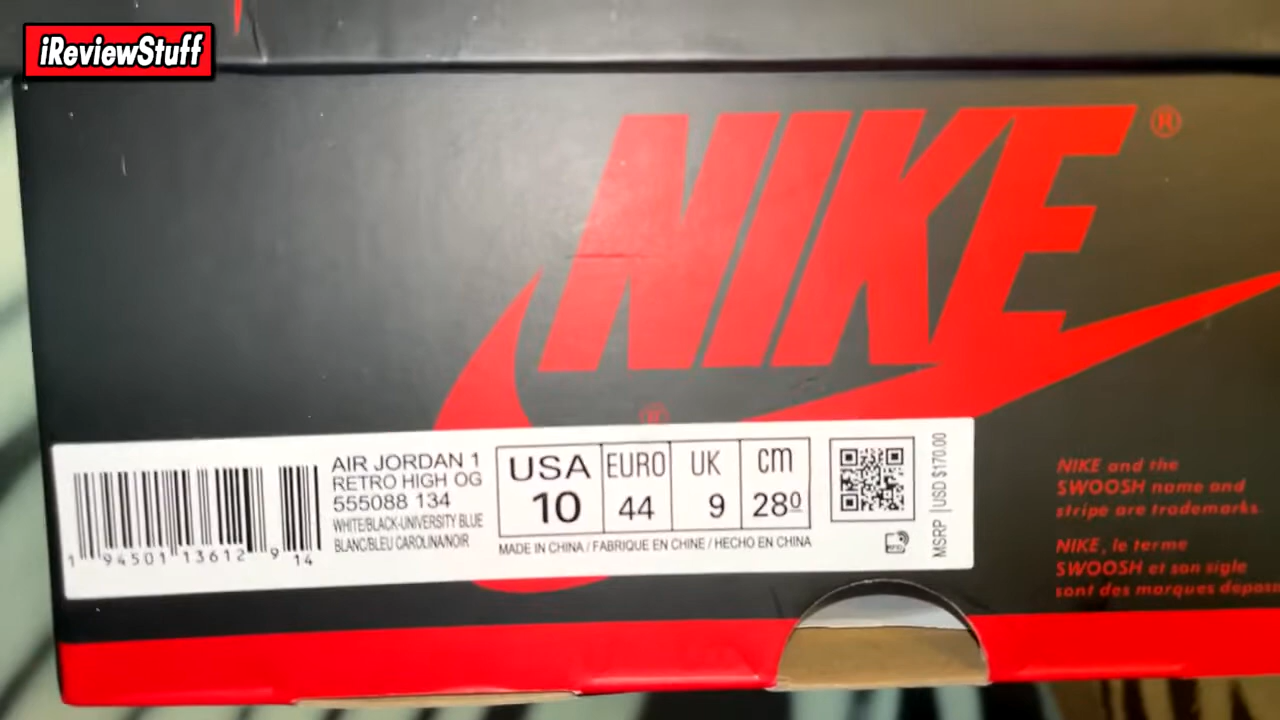 iReviewStuff
NIKE®
®
AIR JORDAN 1
RETRO HIGH OG
555088 134
WHITE/BLACK-UNIVERSITY BLUE
BLANC/BLEU CAROLINA/NOIR
1 94501 13612 9 14
USA EURO UK cm
10 44 9 280
MADE IN CHINA / FABRIQUE EN CHINE / HECHO EN CHINA
MSRP USD $170.00
NIKE and the
SWOOSH name and
stripe are trademarks.
NIKE, le terme
SWOOSH et son sigle
sont des marques dépos